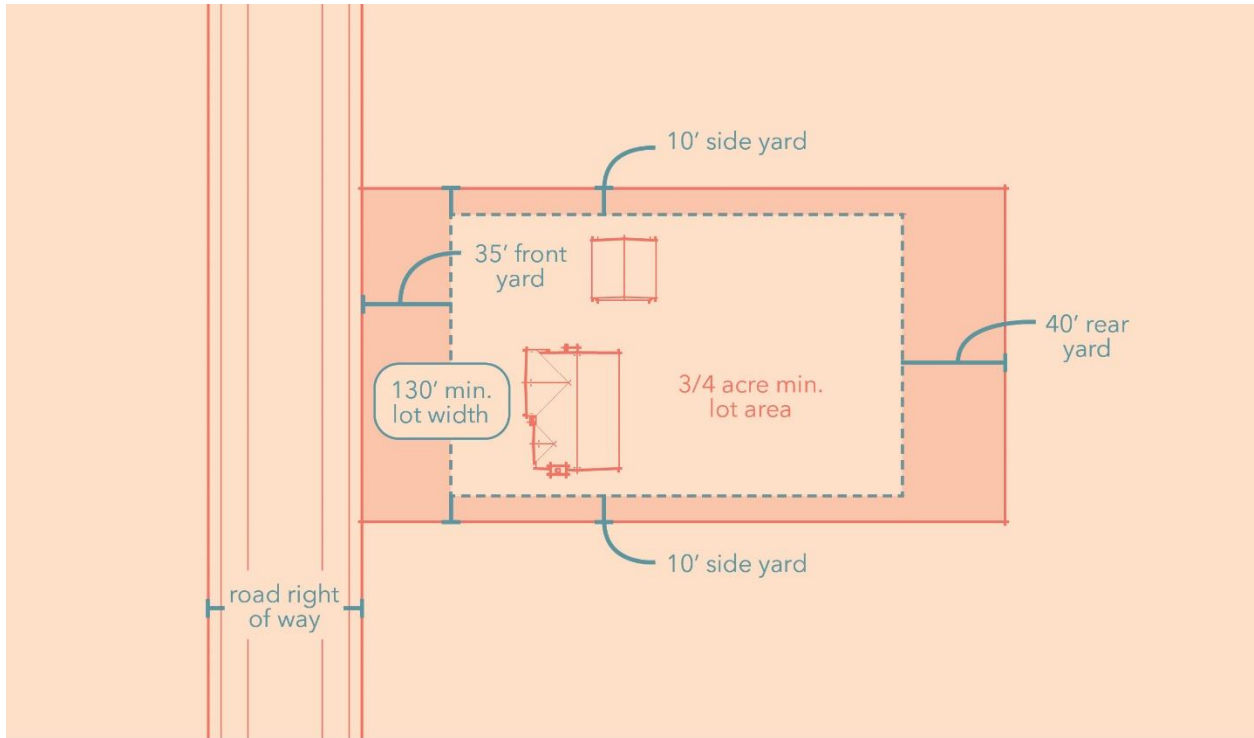 10’ side yard
35’ front
yard
40’ rear
yard
130’ min.
lot width
3/4 acre min.
lot area
10’ side yard
road right
of way